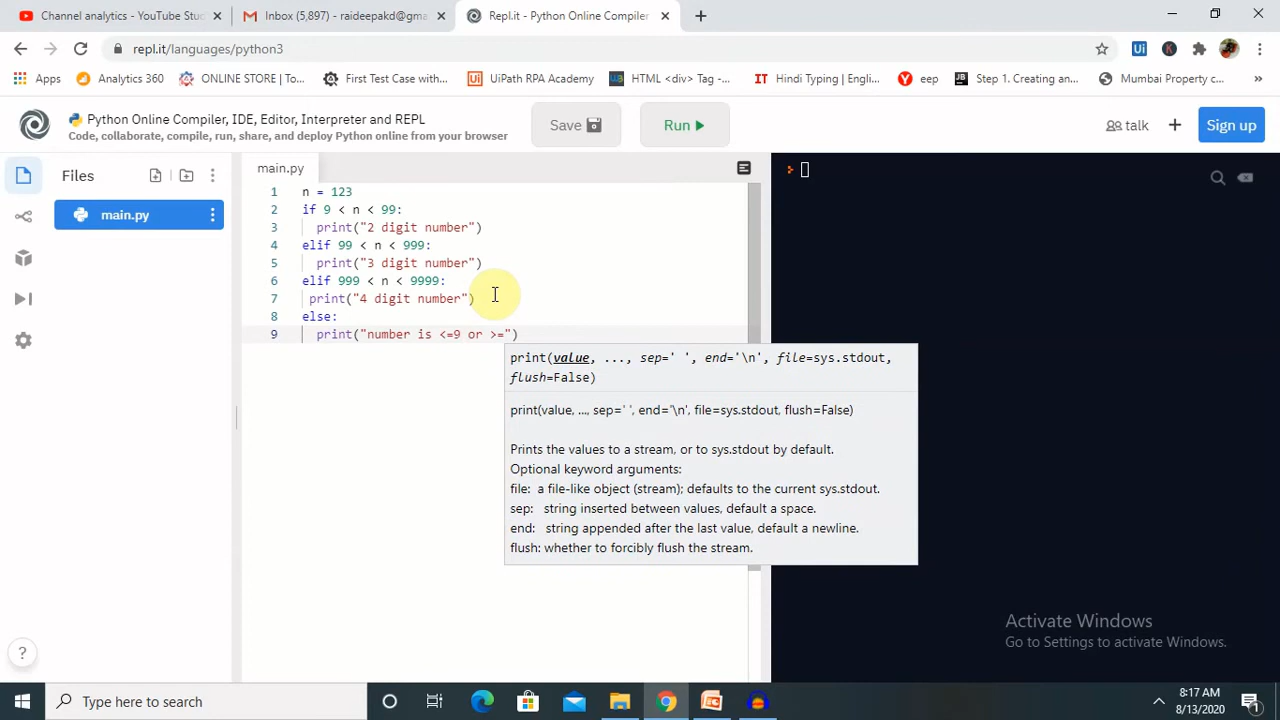 Channel analytics - YouTube Stu
Inbox (5,897) - raideepakd@gma
Repl.it - Python Online Compiler
repl.it/languages/python3
Apps
Analytics 360
ONLINE STORE | To...
First Test Case with...
UiPath RPA Academy
HTML <div> Tag -...
Hindi Typing | Engli...
eep
Step 1. Creating an...
Mumbai Property c...
Python Online Compiler, IDE, Editor, Interpreter and REPL
Code, collaborate, compile, run, share, and deploy Python online from your browser
Save
Run
talk
Sign up
Files
main.py
main.py
1 n = 123
2 if 9 < n < 99:
3 print("2 digit number")
4 elif 99 < n < 999:
5 print("3 digit number")
6 elif 999 < n < 9999:
7 print("4 digit number")
8 else:
9 print("number is <=9 or >=")
print(value, ..., sep=' ', end='\n', file=sys.stdout,
flush=False)
print(value, ..., sep=' ', end='\n', file=sys.stdout, flush=False)
Prints the values to a stream, or to sys.stdout by default.
Optional keyword arguments:
file: a file-like object (stream); defaults to the current sys.stdout.
sep: string inserted between values, default a space.
end: string appended after the last value, default a newline.
flush: whether to forcibly flush the stream.
Activate Windows
Go to Settings to activate Windows.
Type here to search
8:17 AM
8/13/2020
1